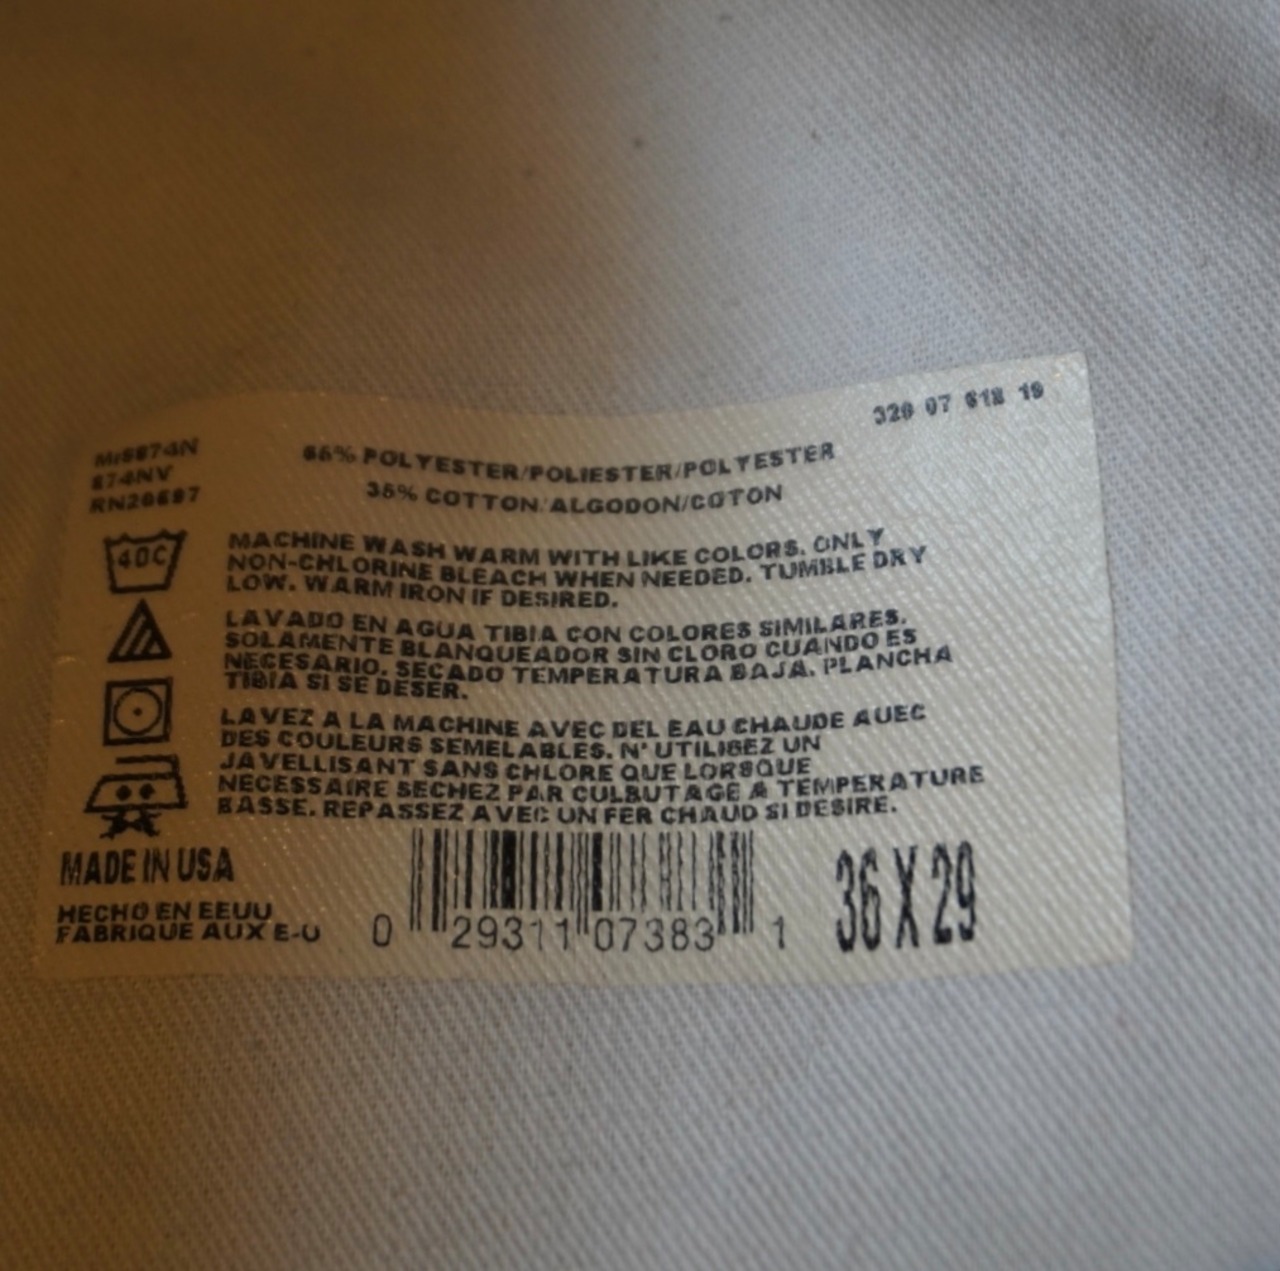 874NV
65% POLYESTER/POLIESTER/POLYESTER
35% COTTON/ALGODON/COTON
40C
MACHINE WASH WARM WITH LIKE COLORS. ONLY
NON-CHLORINE BLEACH WHEN NEEDED. TUMBLE DRY
LOW. WARM IRON IF DESIRED.
LAVADO EN AGUA TIBIA CON COLORES SIMILARES.
SOLAMENTE BLANQUEADOR SIN CLORO CUANDO ES
NECESARIO. SECADO TEMPERATURA BAJA. PLANCHA
TIBIA SI SE DESER.
LAVEZ A LA MACHINE AVEC DEL EAU CHAUDE AUEC
DES COULEURS SEMELABLES. N' UTILISEZ UN
JAVELLISANT SANS CHLORE QUE LORSQUE
NECESSAIRE SECHEZ PAR CULBUTAGE A TEMPERATURE
BASSE. REPASSEZ AVEC UN FER CHAUD SI DESIRE.
MADE IN USA
HECHO EN EEUU
FABRIQUE AUX E-U
0 29311 07383 1
36 X 29